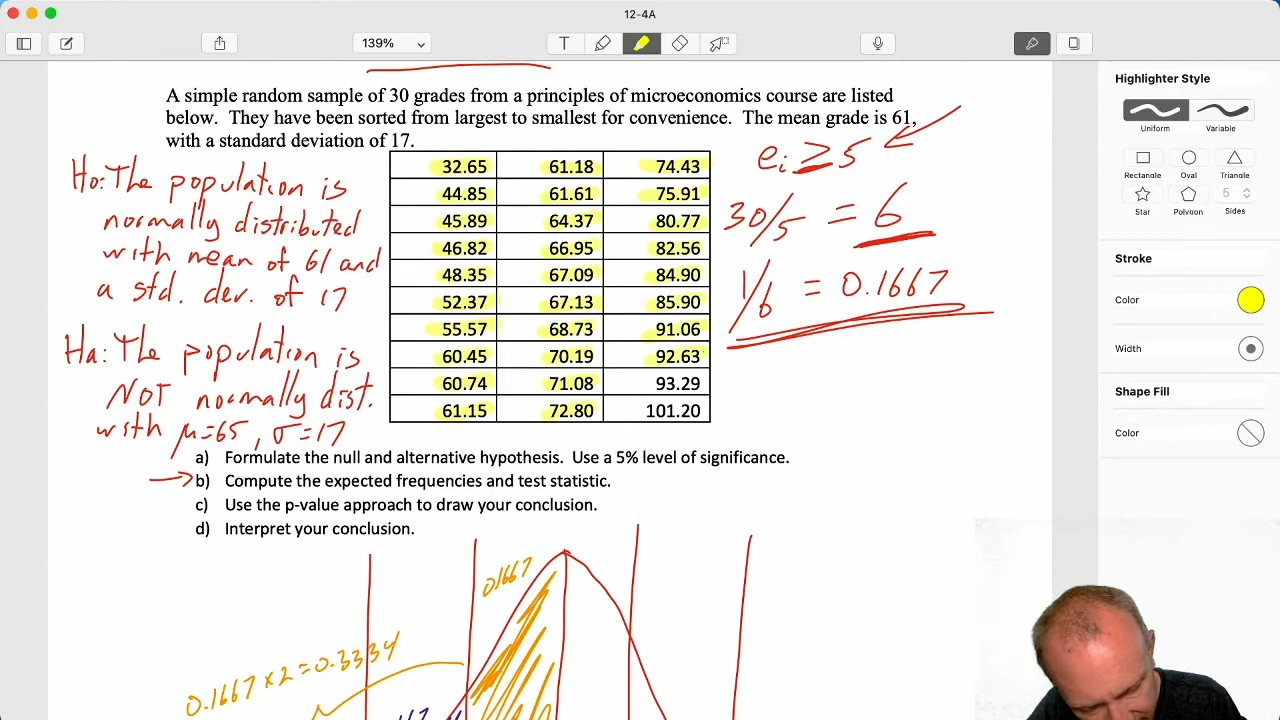 12-4A
139%
T
A simple random sample of 30 grades from a principles of microeconomics course are listed
below. They have been sorted from largest to smallest for convenience. The mean grade is 61,
with a standard deviation of 17.
Ho: The population is
normally distributed
with mean of 61 and
a std. dev. of 17
Ha: The population is
NOT normally dist.
with μ=65, σ=17
32.65 61.18 74.43
44.85 61.61 75.91
45.89 64.37 80.77
46.82 66.95 82.56
48.35 67.09 84.90
52.37 67.13 85.90
55.57 68.73 91.06
60.45 70.19 92.63
60.74 71.08 93.29
61.15 72.80 101.20
ei ≥ 5
30/5 = 6
1/6 = 0.1667
a) Formulate the null and alternative hypothesis. Use a 5% level of significance.
b) Compute the expected frequencies and test statistic.
c) Use the p-value approach to draw your conclusion.
d) Interpret your conclusion.
0.1667
0.1667 x 2 = 0.3334
Highlighter Style
Uniform Variable
Rectangle Oval Triangle
5
Star Polygon Sides
Stroke
Color
Width
Shape Fill
Color